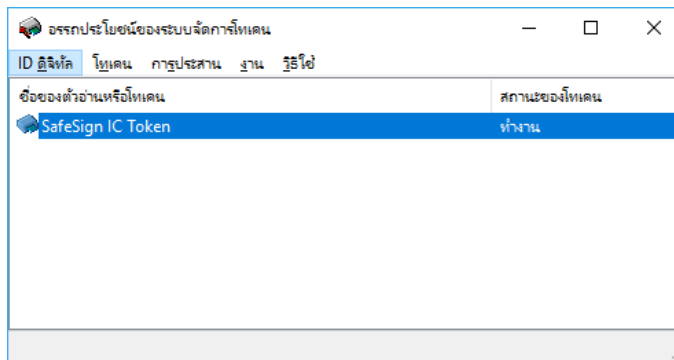 อรรถประโยชน์ของระบบจัดการโทเคน
ID ดิจิทัล โทเคน การประสาน งาน วิธีใช้
ชื่อของตัวอ่านหรือโทเคน สถานะของโทเคน
SafeSign IC Token ทำงาน